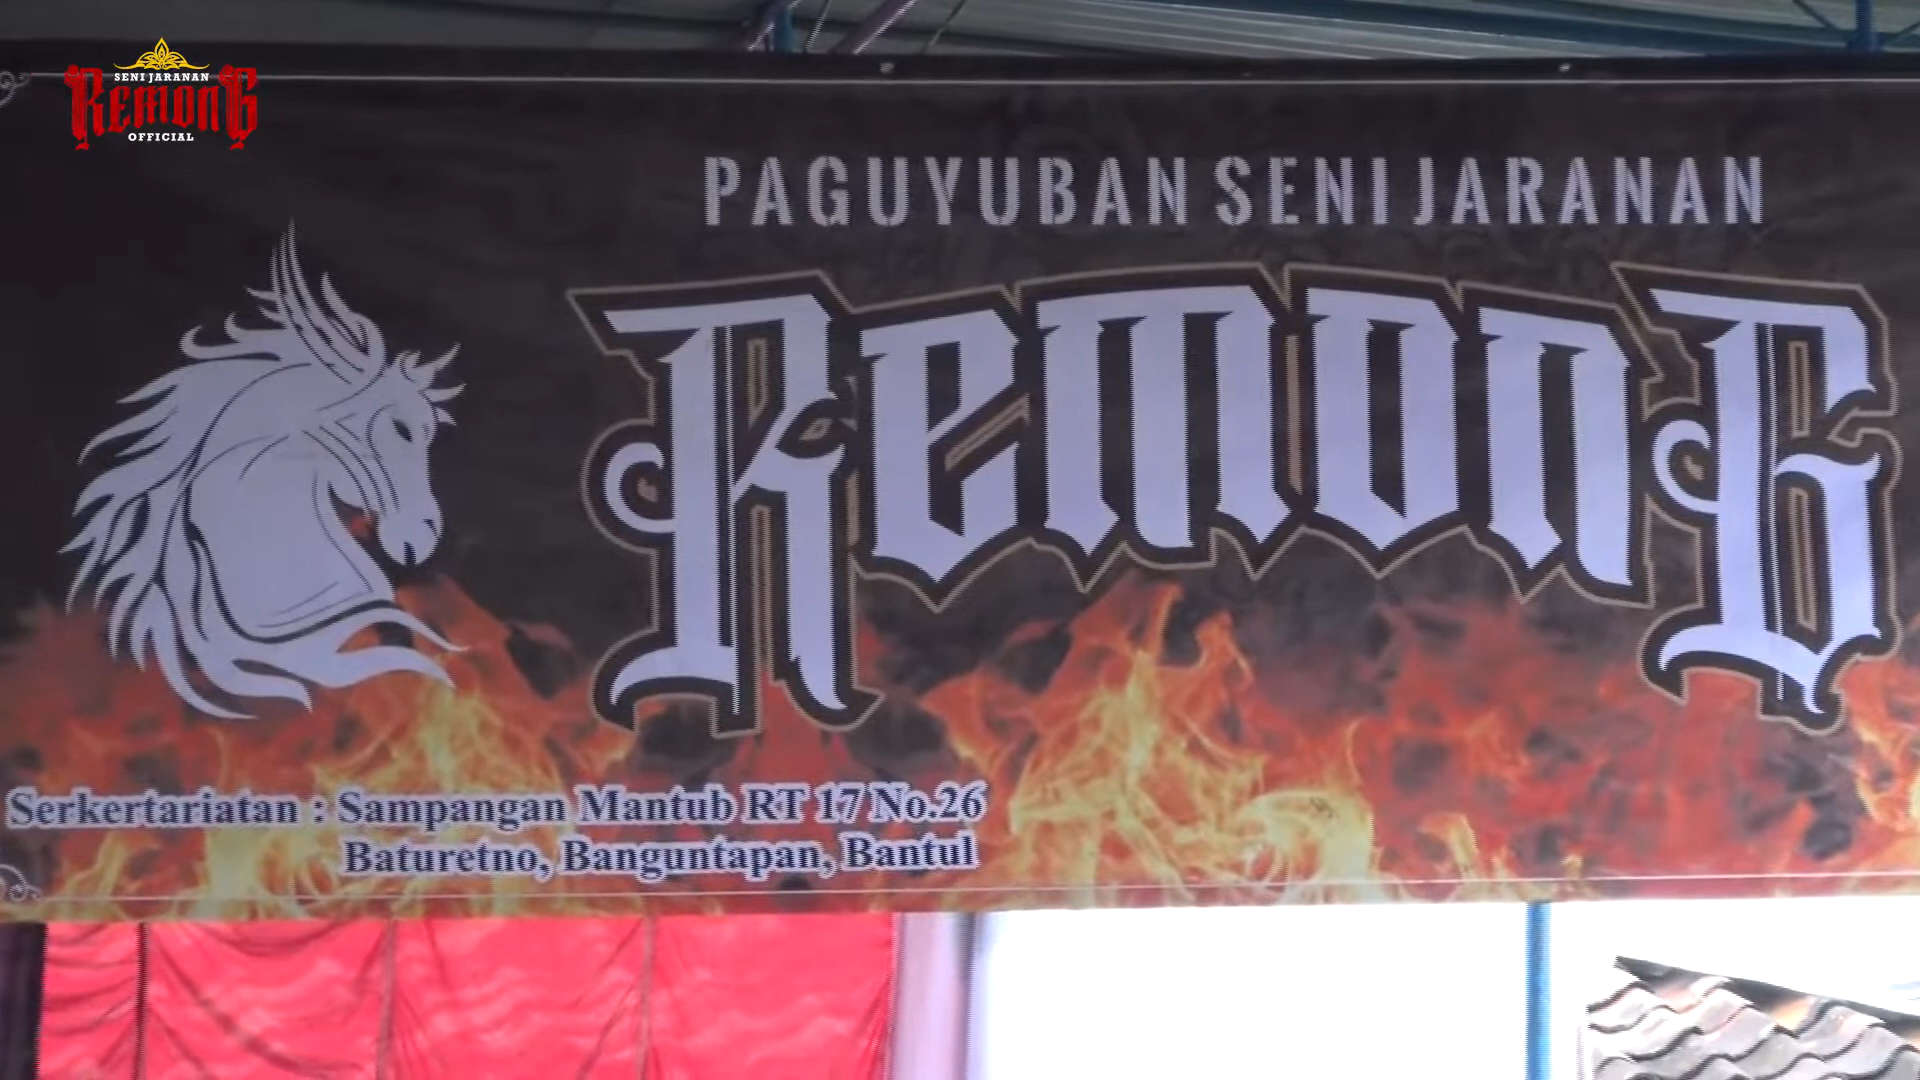 SENI JARANAN
RemonG
OFFICIAL
PAGUYUBAN SENI JARANAN
RemonG
Serkertariatan : Sampangan Mantub RT 17 No.26
Baturetno, Banguntapan, Bantul